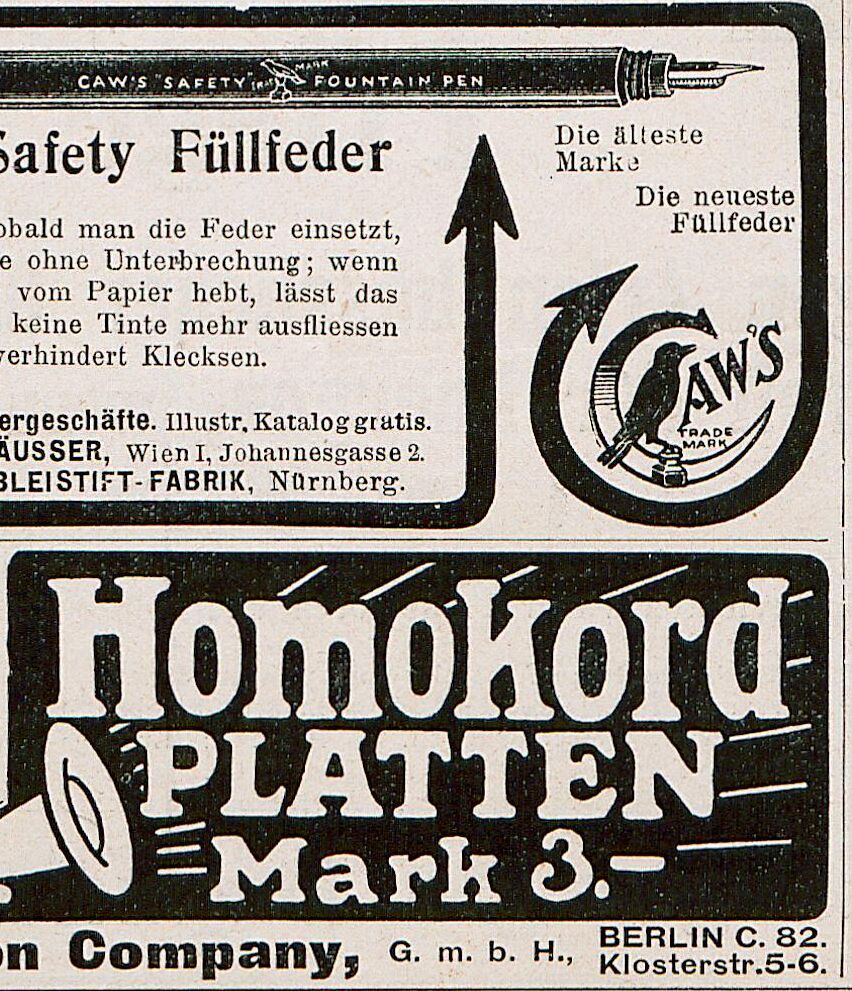 CAW'S "SAFETY" MARK FOUNTAIN PEN
Safety Füllfeder
Die älteste
Marke
Die neueste
Füllfeder
obald man die Feder einsetzt,
e ohne Unterbrechung; wenn
vom Papier hebt, lässt das
keine Tinte mehr ausfliessen
verhindert Klecksen.
ergeschäfte. Illustr. Katalog gratis.
ÄUSSER, Wien I, Johannesgasse 2.
BLEISTIFT-FABRIK, Nürnberg.
CAW'S
TRADE
MARK
Homokord
PLATTEN
Mark 3.-
on Company, G. m. b. H., BERLIN C. 82.
Klosterstr. 5-6.